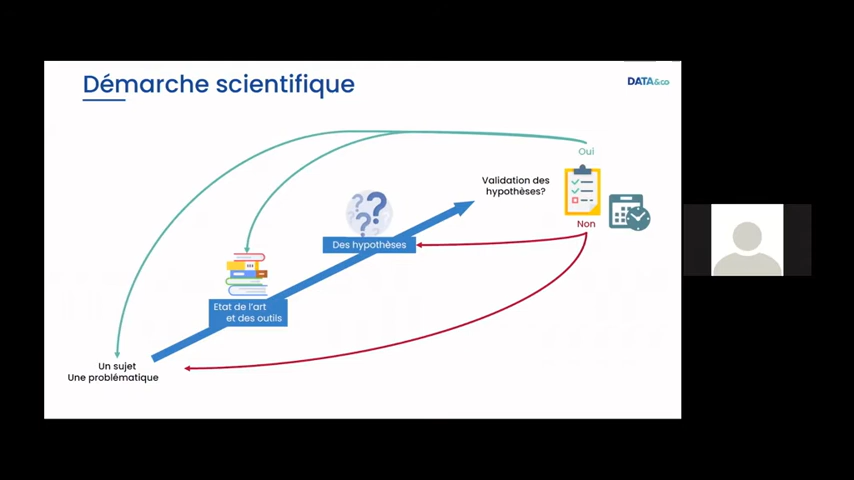 Démarche scientifique
DATA&co
Oui
Validation des
hypothèses?
Non
Des hypothèses
Etat de l'art
et des outils
Un sujet
Une problématique